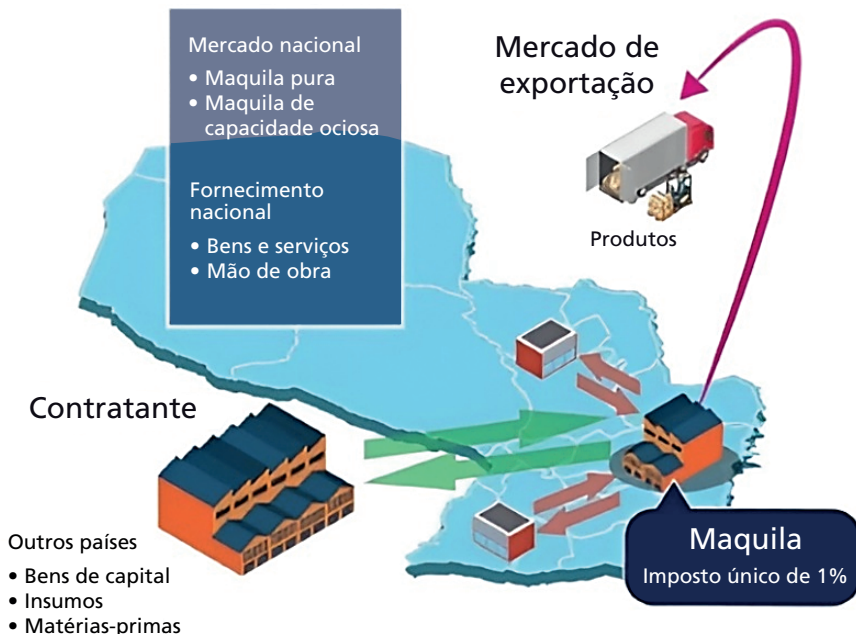 Mercado nacional
• Maquila pura
• Maquila de
capacidade ociosa
Fornecimento
nacional
• Bens e serviços
• Mão de obra
Mercado de
exportação
Produtos
Contratante
Outros países
• Bens de capital
• Insumos
• Matérias-primas
Maquila
Imposto único de 1%